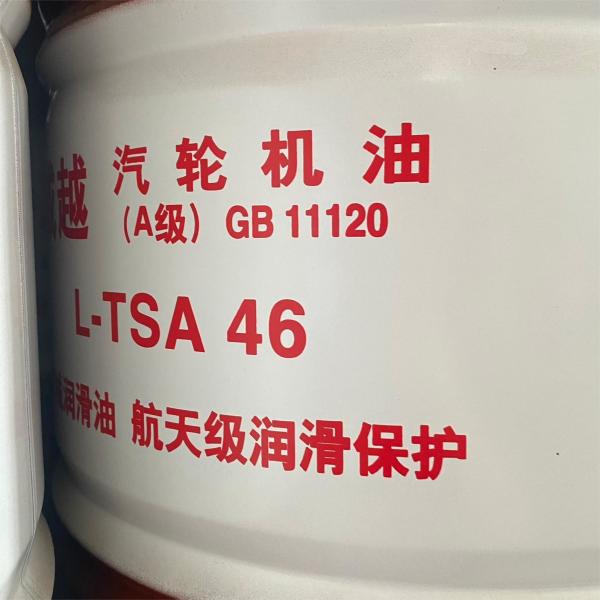 越 汽轮机油
(A级) GB 11120
L-TSA 46
润滑油 航天级润滑保护